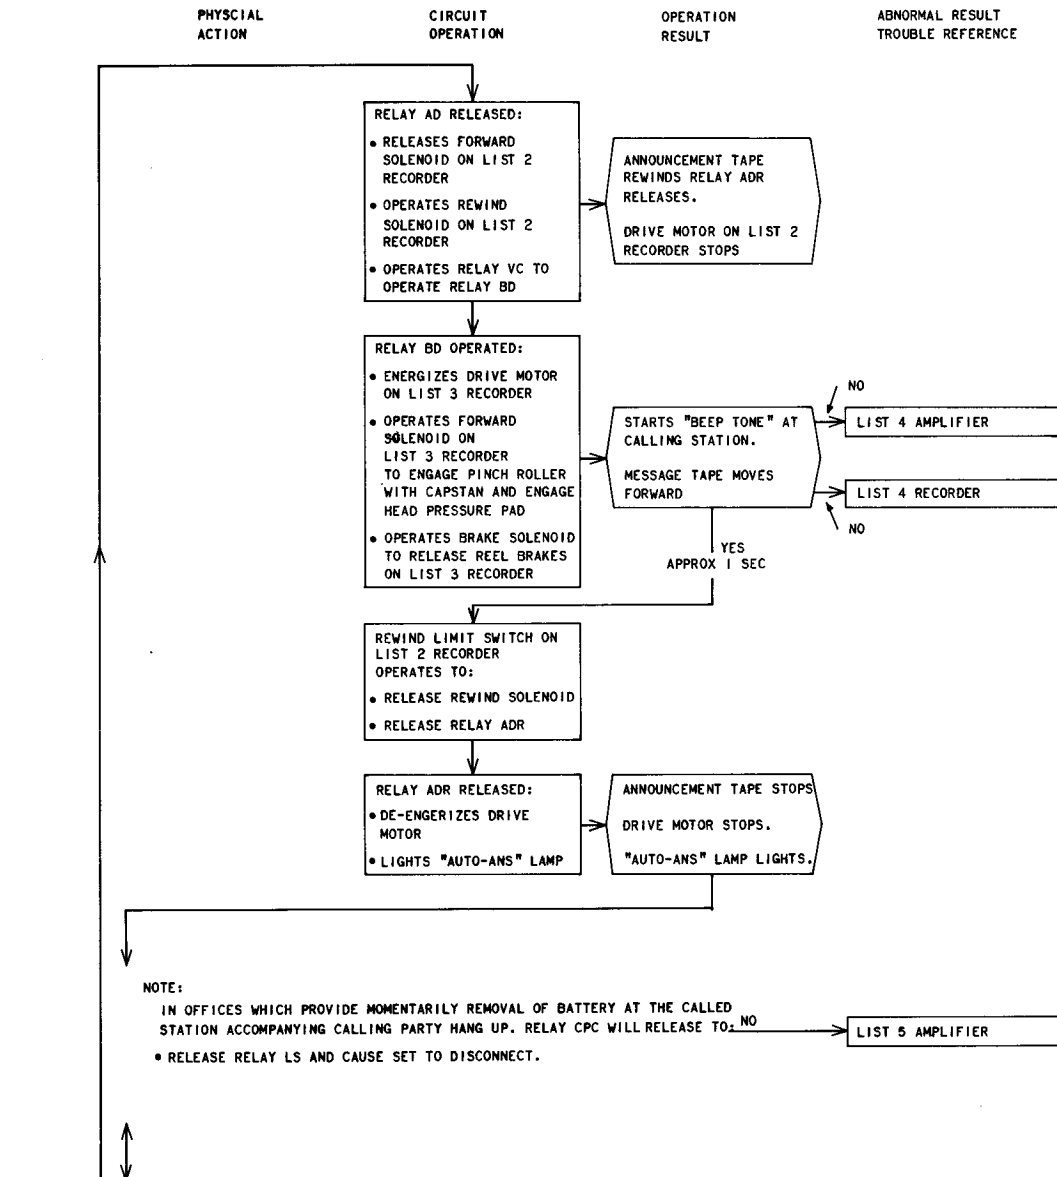 PHYSCIAL
ACTION
CIRCUIT
OPERATION
OPERATION
RESULT
ABNORMAL RESULT
TROUBLE REFERENCE
RELAY AD RELEASED:
• RELEASES FORWARD
SOLENOID ON LIST 2
RECORDER
• OPERATES REWIND
SOLENOID ON LIST 2
RECORDER
• OPERATES RELAY VC TO
OPERATE RELAY BD
ANNOUNCEMENT TAPE
REWINDS RELAY ADR
RELEASES.
DRIVE MOTOR ON LIST 2
RECORDER STOPS
RELAY BD OPERATED:
• ENERGIZES DRIVE MOTOR
ON LIST 3 RECORDER
• OPERATES FORWARD
SOLENOID ON
LIST 3 RECORDER
TO ENGAGE PINCH ROLLER
WITH CAPSTAN AND ENGAGE
HEAD PRESSURE PAD
• OPERATES BRAKE SOLENOID
TO RELEASE REEL BRAKES
ON LIST 3 RECORDER
STARTS "BEEP TONE" AT
CALLING STATION.
MESSAGE TAPE MOVES
FORWARD
NO
LIST 4 AMPLIFIER
LIST 4 RECORDER
NO
YES
APPROX 1 SEC
REWIND LIMIT SWITCH ON
LIST 2 RECORDER
OPERATES TO:
• RELEASE REWIND SOLENOID
• RELEASE RELAY ADR
RELAY ADR RELEASED:
• DE-ENGERIZES DRIVE
MOTOR
• LIGHTS "AUTO-ANS" LAMP
ANNOUNCEMENT TAPE STOPS
DRIVE MOTOR STOPS.
"AUTO-ANS" LAMP LIGHTS.
NOTE:
IN OFFICES WHICH PROVIDE MOMENTARILY REMOVAL OF BATTERY AT THE CALLED
STATION ACCOMPANYING CALLING PARTY HANG UP. RELAY CPC WILL RELEASE TO:
NO
LIST 5 AMPLIFIER
• RELEASE RELAY LS AND CAUSE SET TO DISCONNECT.